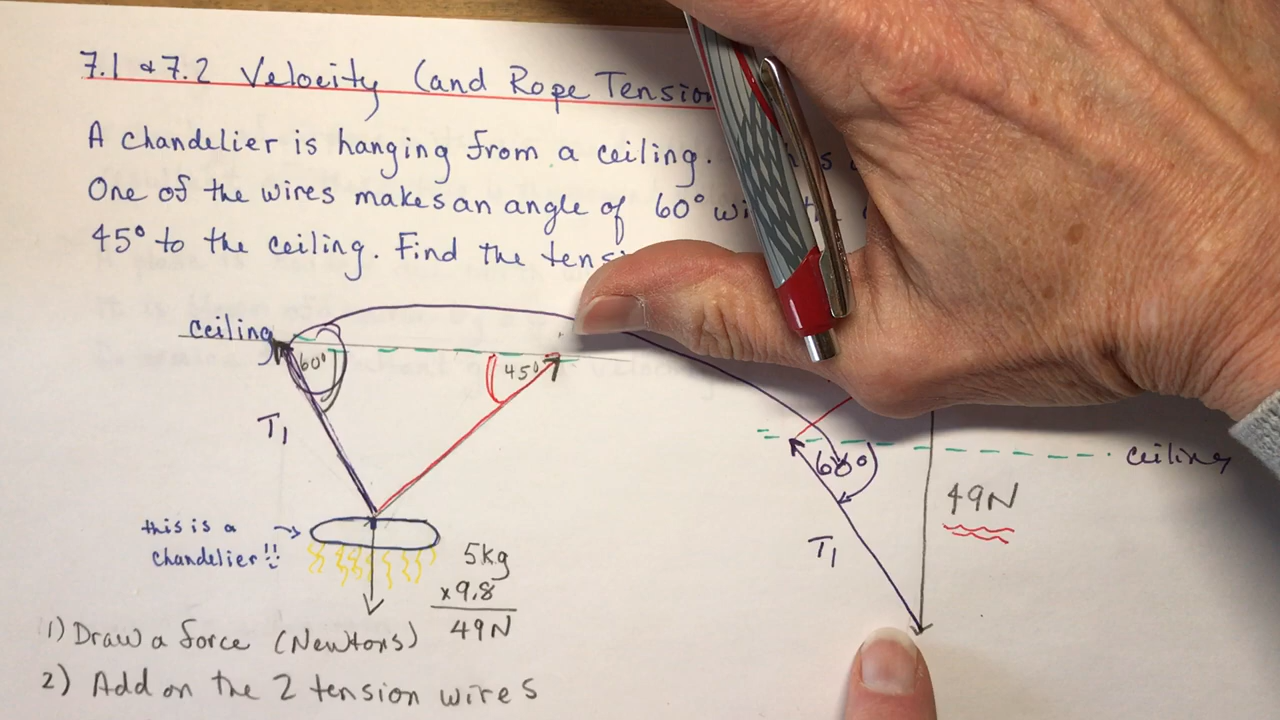 7.1 & 7.2 Velocity (and Rope Tension
A chandelier is hanging from a ceiling.
One of the wires makes an angle of 60°
45° to the ceiling. Find the
ceiling
60°
45°
T1
this is a
chandelier!!
5kg
x9.8
49N
1) Draw a force (Newtons)
2) Add on the 2 tension wires
60°
ceiling
49N
T1